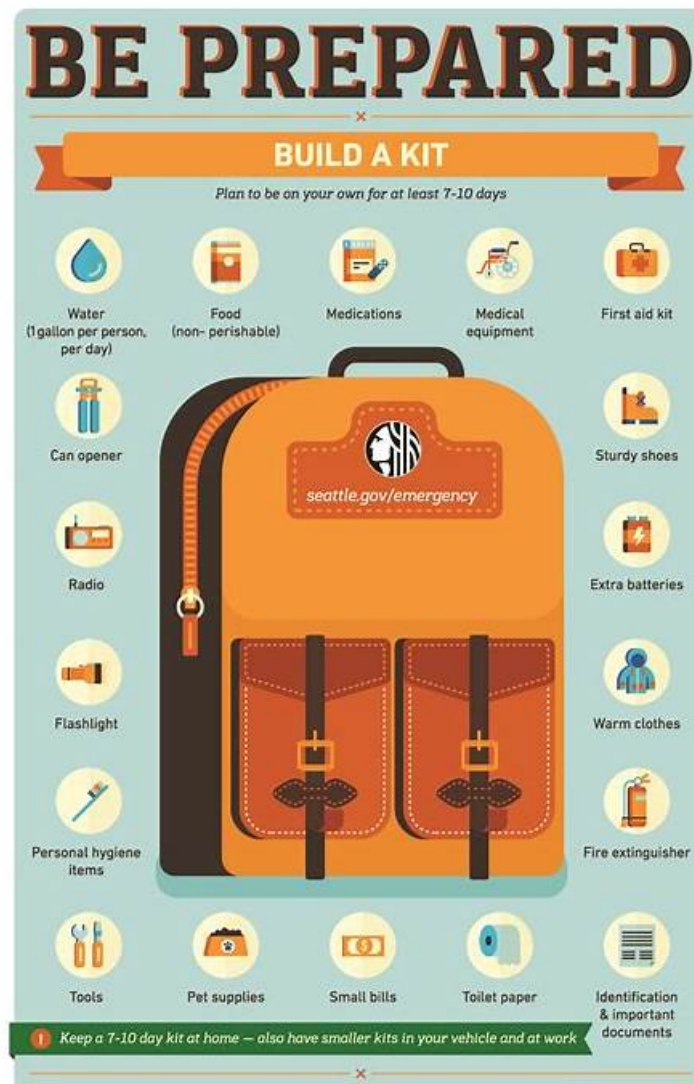 BE PREPARED
BUILD A KIT
Plan to be on your own for at least 7-10 days
Water
(1 gallon per person,
per day)
Food
(non- perishable)
Medications
Medical
equipment
First aid kit
Can opener
seattle.gov/emergency
Sturdy shoes
Radio
Extra batteries
Flashlight
Warm clothes
Personal hygiene
items
Fire extinguisher
Tools
Pet supplies
Small bills
Toilet paper
Identification
& important
documents
Keep a 7-10 day kit at home — also have smaller kits in your vehicle and at work